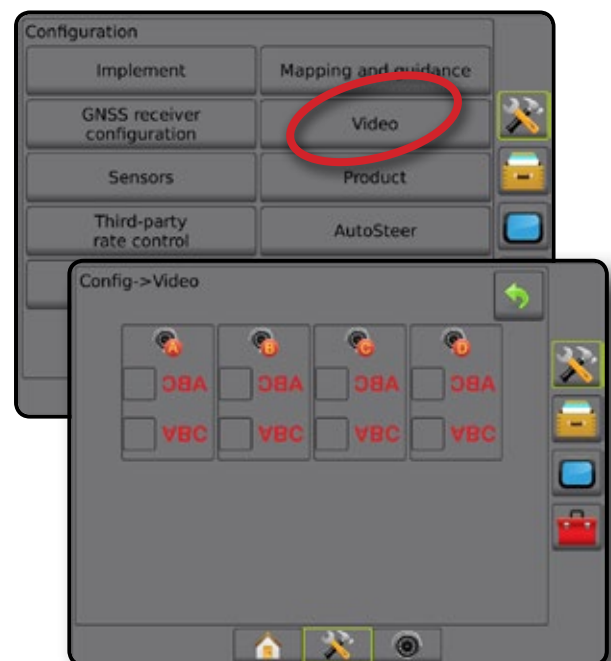 Configuration
Implement
Mapping and guidance
GNSS receiver
configuration
Video
Sensors
Product
Third-party
rate control
AutoSteer
Config->Video
A B C D
ABC ABC ABC ABC
ABC ABC ABC ABC